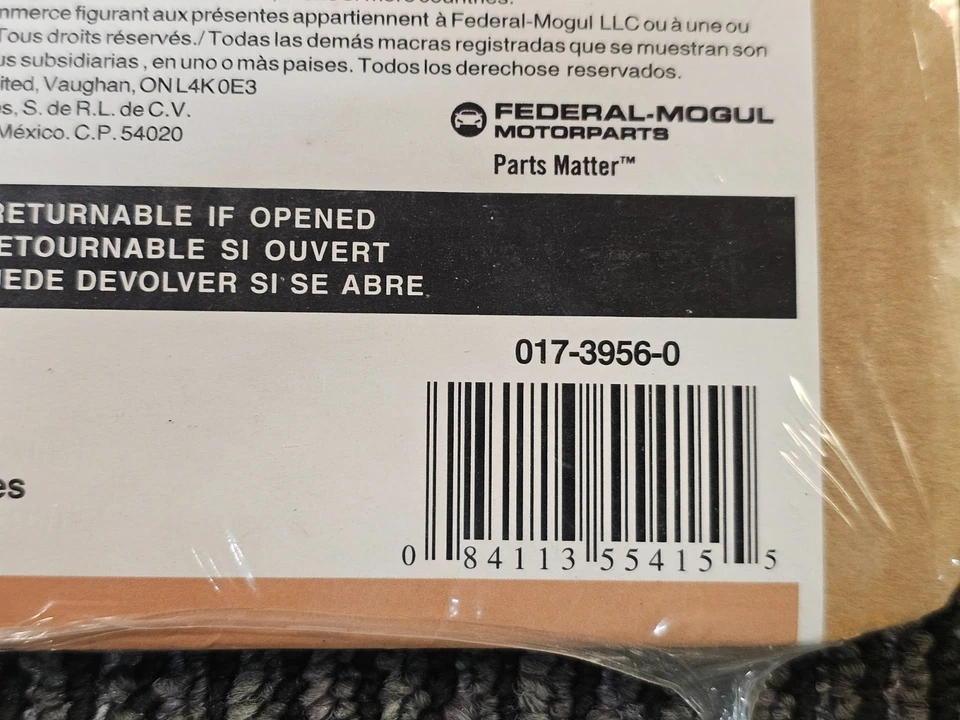 mmerce figurant aux présentes appartiennent à Federal-Mogul LLC ou à une ou
Tous droits réservés./ Todas las demás macras registradas que se muestran son
us subsidiarias , en uno o màs paises. Todos los derechose reservados.
ited, Vaughan, ON L4K 0E3
s, S. de R.L. de C.V.
México. C.P. 54020
FEDERAL-MOGUL
MOTORPARTS
Parts Matter™
RETURNABLE IF OPENED
ETOURNABLE SI OUVERT
UEDE DEVOLVER SI SE ABRE
017-3956-0
es
0 84113 55415 5